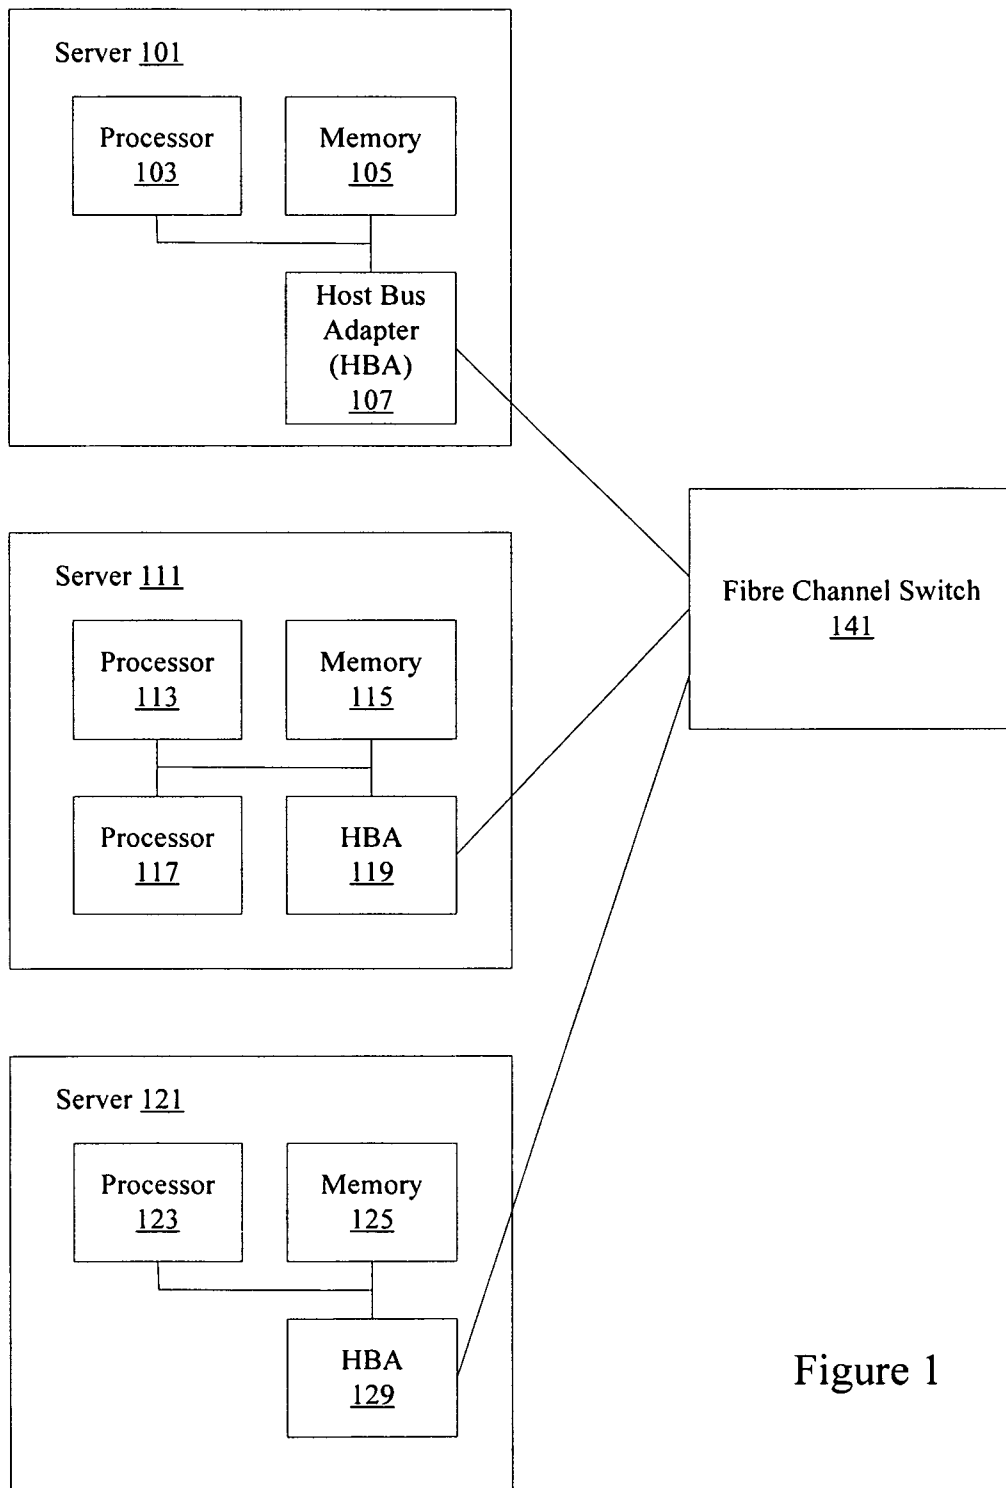 Server 101
Processor
103
Memory
105
Host Bus
Adapter
(HBA)
107
Server 111
Processor
113
Memory
115
Processor
117
HBA
119
Fibre Channel Switch
141
Server 121
Processor
123
Memory
125
HBA
129
Figure 1